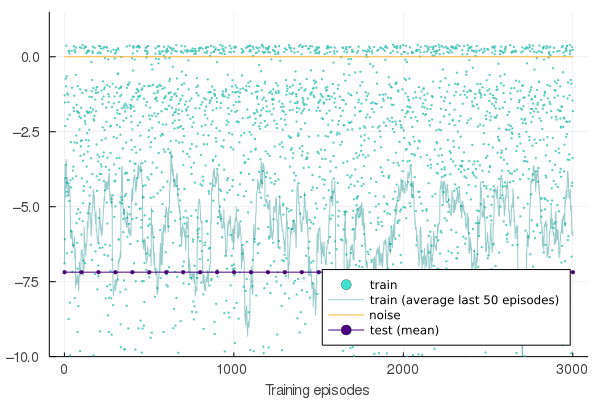 0.0
−2.5
−5.0
−7.5
−10.0
train
train (average last 50 episodes)
noise
test (mean)
0 1000 2000 3000
Training episodes